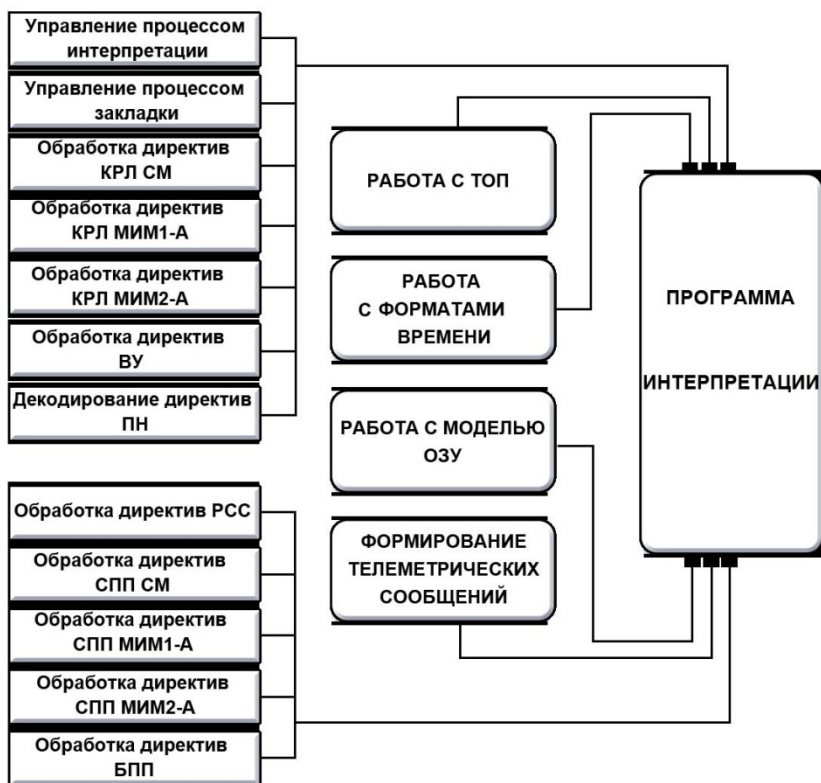 Управление процессом
интерпретации
Управление процессом
закладки
Обработка директив
КРЛ СМ
Обработка директив
КРЛ МИМ1-А
Обработка директив
КРЛ МИМ2-А
Обработка директив
ВУ
Декодирование директив
ПН
Обработка директив РСС
Обработка директив
СПП СМ
Обработка директив
СПП МИМ1-А
Обработка директив
СПП МИМ2-А
Обработка директив
БПП
РАБОТА С ТОП
РАБОТА
С ФОРМАТАМИ
ВРЕМЕНИ
РАБОТА С МОДЕЛЬЮ
ОЗУ
ФОРМИРОВАНИЕ
ТЕЛЕМЕТРИЧЕСКИХ
СООБЩЕНИЙ
ПРОГРАММА
ИНТЕРПРЕТАЦИИ